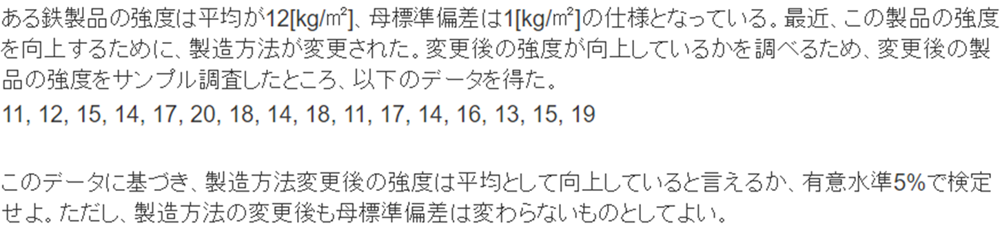 ある鉄製品の強度は平均が12[kg/㎡]、母標準偏差は1[kg/㎡]の仕様となっている。最近、この製品の強度
を向上するために、製造方法が変更された。変更後の強度が向上しているかを調べるため、変更後の製
品の強度をサンプル調査したところ、以下のデータを得た。
11, 12, 15, 14, 17, 20, 18, 14, 18, 11, 17, 14, 16, 13, 15, 19
このデータに基づき、製造方法変更後の強度は平均として向上していると言えるか、有意水準5%で検定
せよ。ただし、製造方法の変更後も母標準偏差は変わらないものとしてよい。